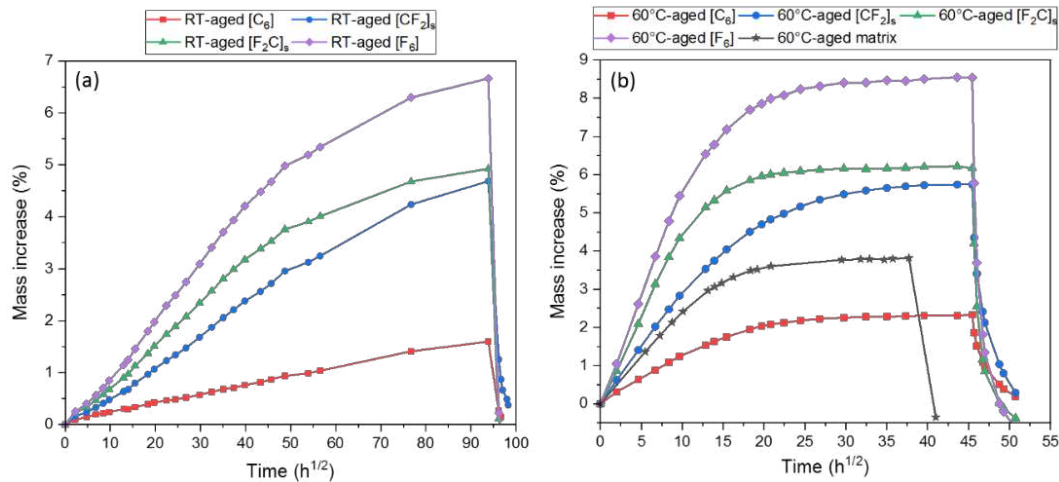 RT-aged [C₆] RT-aged [CF₂]ₛ
RT-aged [F₂C]ₛ RT-aged [F₆]
(a)
Mass increase (%)
7
6
5
4
3
2
1
0
0 10 20 30 40 50 60 70 80 90 100
Time (h^1/2)
60°C-aged [C₆] 60°C-aged [CF₂]ₛ 60°C-aged [F₂C]ₛ
60°C-aged [F₆] 60°C-aged matrix
(b)
Mass increase (%)
9
8
7
6
5
4
3
2
1
0
0 5 10 15 20 25 30 35 40 45 50 55
Time (h^1/2)